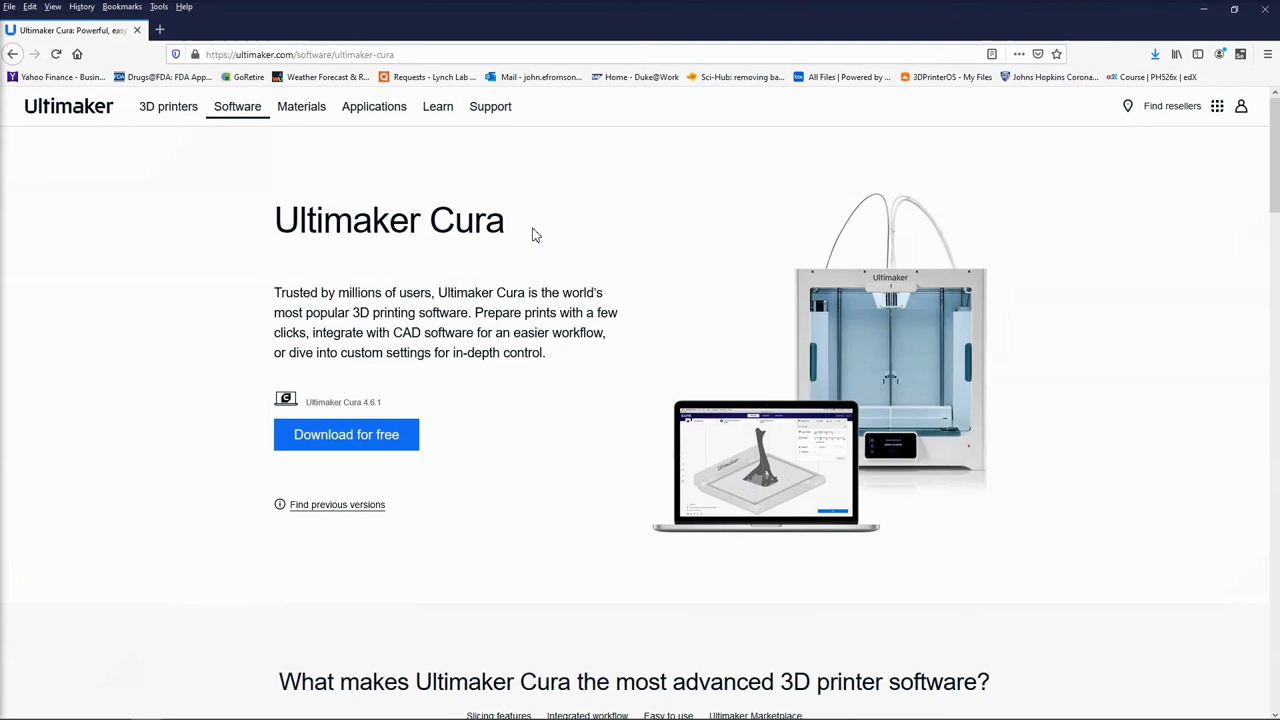 File Edit View History Bookmarks Tools Help
Ultimaker Cura: Powerful, easy
https://ultimaker.com/software/ultimaker-cura
Yahoo Finance - Busin... Drugs@FDA: FDA App... GoRetire Weather Forecast & R... Requests - Lynch Lab ... Mail - john.efromson... Home - Duke@Work Sci-Hub: removing ba... All Files | Powered by ... 3DPrinterOS - My Files Johns Hopkins Corona... Course | PH526x | edX
Ultimaker 3D printers Software Materials Applications Learn Support Find resellers
Ultimaker Cura
Ultimaker
Trusted by millions of users, Ultimaker Cura is the world's
most popular 3D printing software. Prepare prints with a few
clicks, integrate with CAD software for an easier workflow,
or dive into custom settings for in-depth control.
Ultimaker Cura 4.6.1
Download for free
Find previous versions
What makes Ultimaker Cura the most advanced 3D printer software?
Slicing features Integrated workflow Easy to use Ultimaker Marketplace